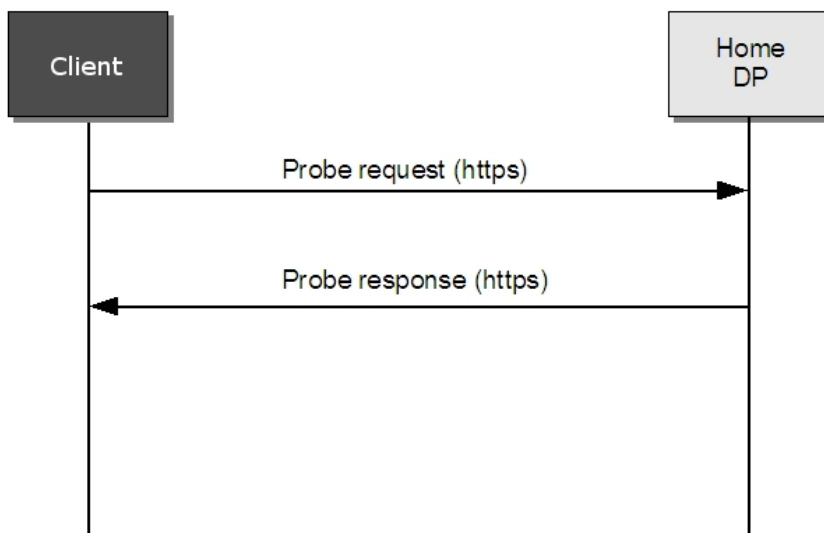 Client
Home
DP
Probe request (https)
Probe response (https)